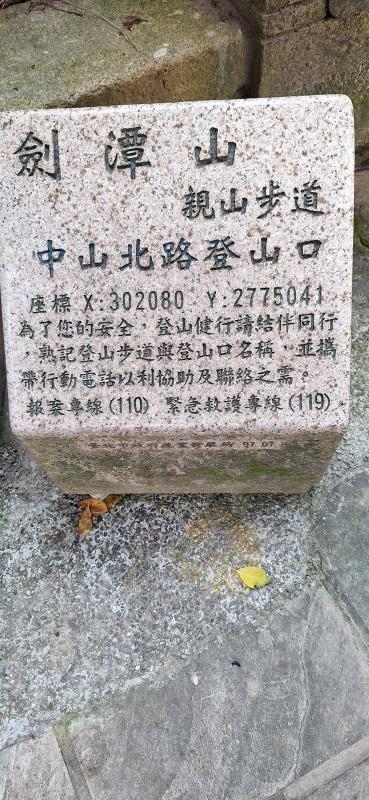 劍潭山
親山步道
中山北路登山口
座標 X:302080 Y:2775041
為了您的安全，登山健行請結伴同行
，熟記登山步道與登山口名稱，並攜
帶行動電話以利協助及聯絡之需。
報案專線(110) 緊急救護專線(119)
97.07